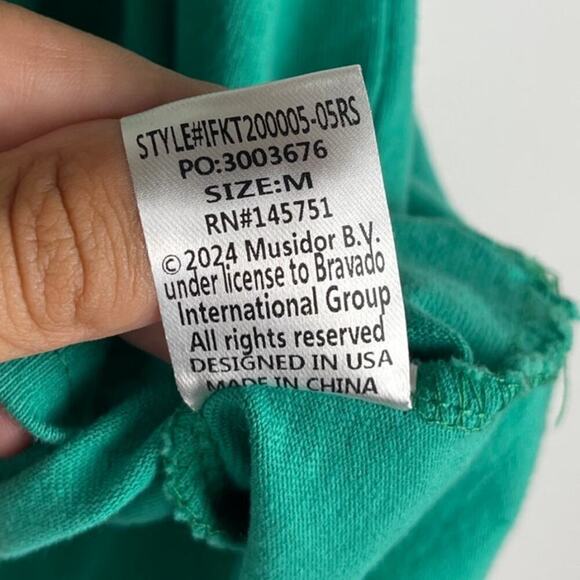 STYLE#IFKT200005-05RS
PO:3003676
SIZE:M
RN#145751
©2024 Musidor B.V.
under license to Bravado
International Group
All rights reserved
DESIGNED IN USA
MADE IN CHINA